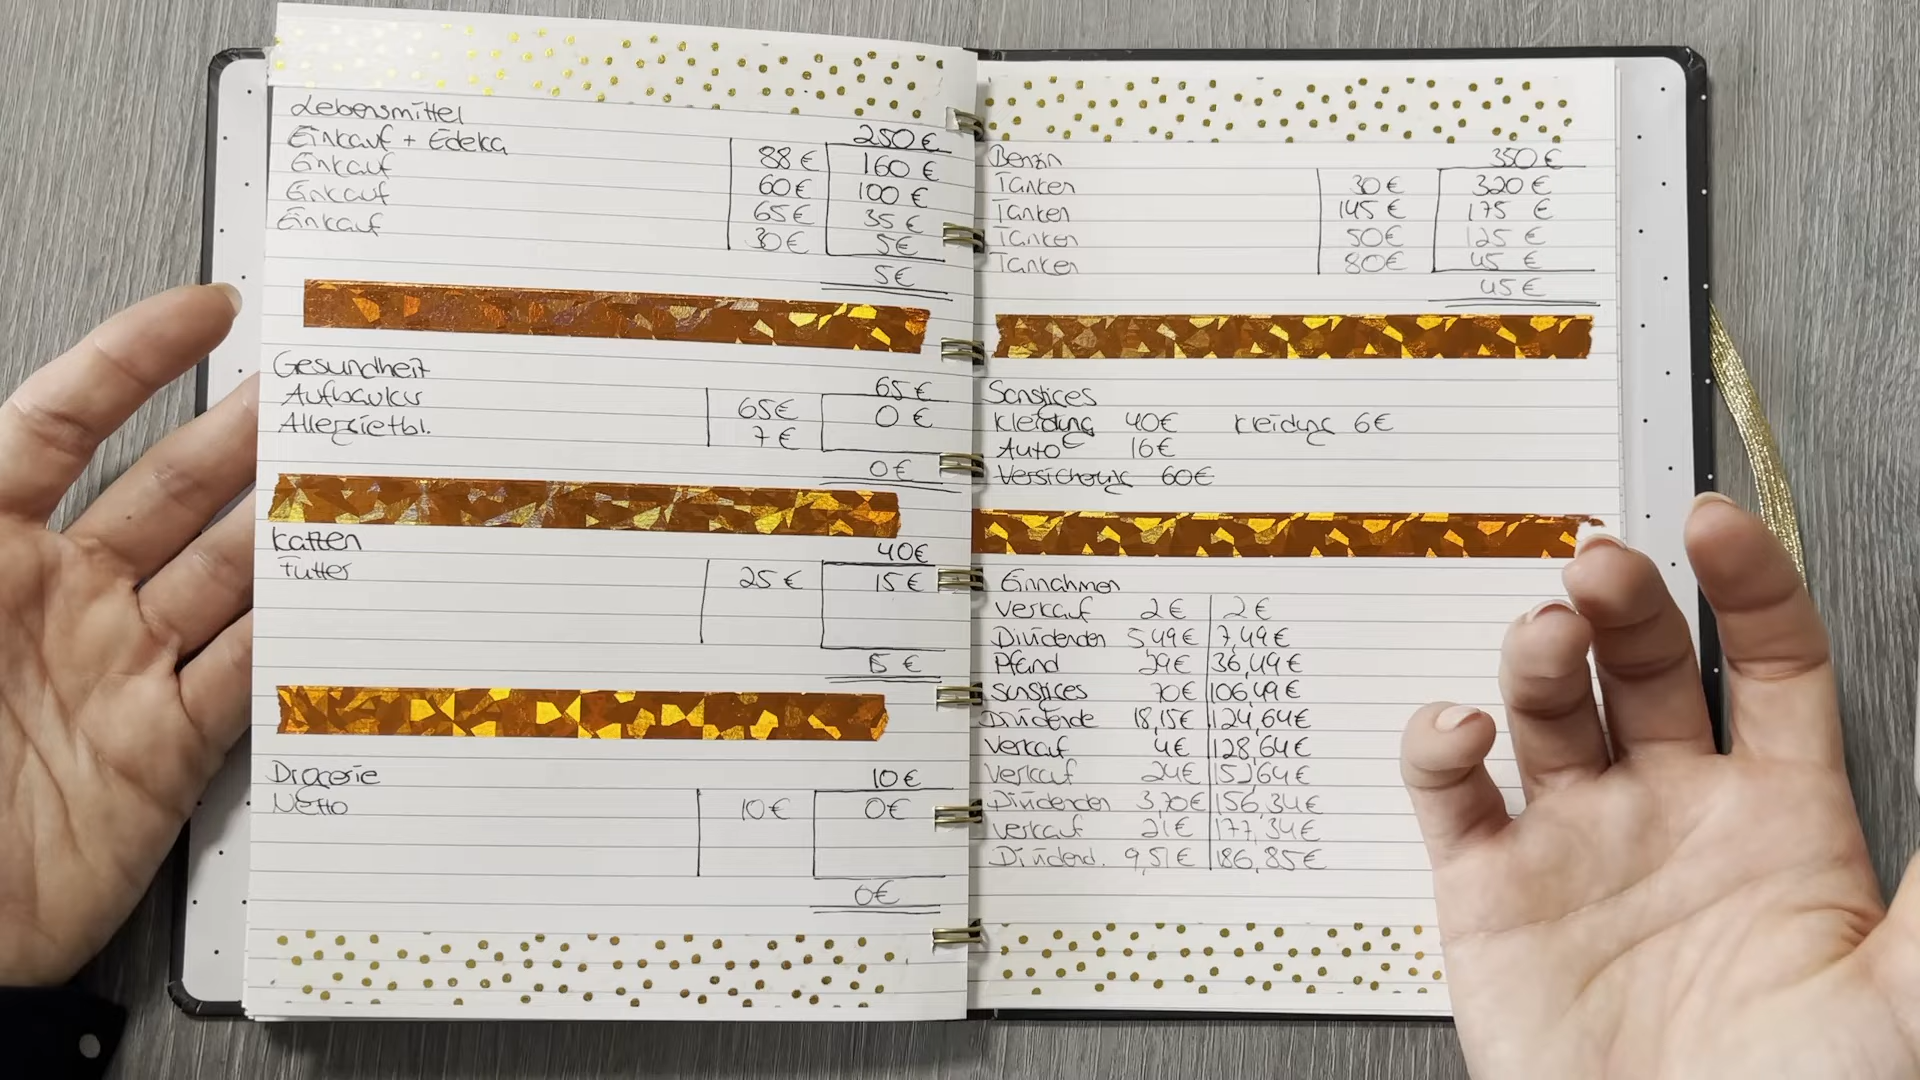 Lebensmittel 250€
Einkauf + Edeka 88€ 160€
Einkauf 60€ 100€
Einkauf 65€ 35€
Einkauf 30€ 5€
5€
Gesundheit 65€
Aufbaukur 65€ 0€
Allergietbl. 7€
0€
Katzen 40€
Futter 25€ 15€
15€
Drogerie 10€
Netto 10€ 0€
0€
Benzin 350€
Tanken 30€ 320€
Tanken 145€ 175€
Tanken 50€ 125€
Tanken 80€ 45€
45€
Sonstiges
Kleidung 40€ Kleidung 6€
Auto 16€
Versicherung 60€
Einnahmen
Verkauf 2€ 2€
Dividenden 5,49€ 7,49€
Pfand 29€ 36,49€
Sonstiges 70€ 106,49€
Dividende 18,15€ 124,64€
Verkauf 4€ 128,64€
Verkauf 24€ 152,64€
Dividenden 3,70€ 156,34€
Verkauf 21€ 177,34€
Dividend. 9,51€ 186,85€